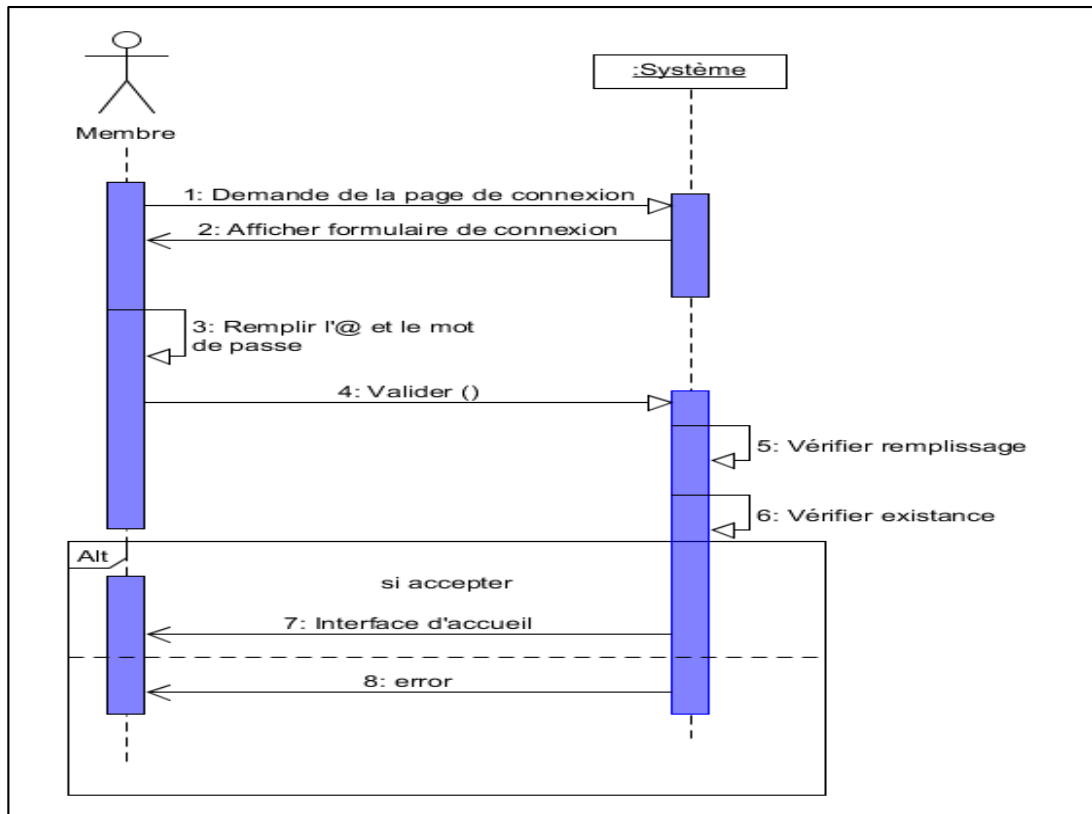 :Système
Membre
1: Demande de la page de connexion
2: Afficher formulaire de connexion
3: Remplir l'@ et le mot
de passe
4: Valider ()
5: Vérifier remplissage
6: Vérifier existance
Alt
si accepter
7: Interface d'accueil
8: error